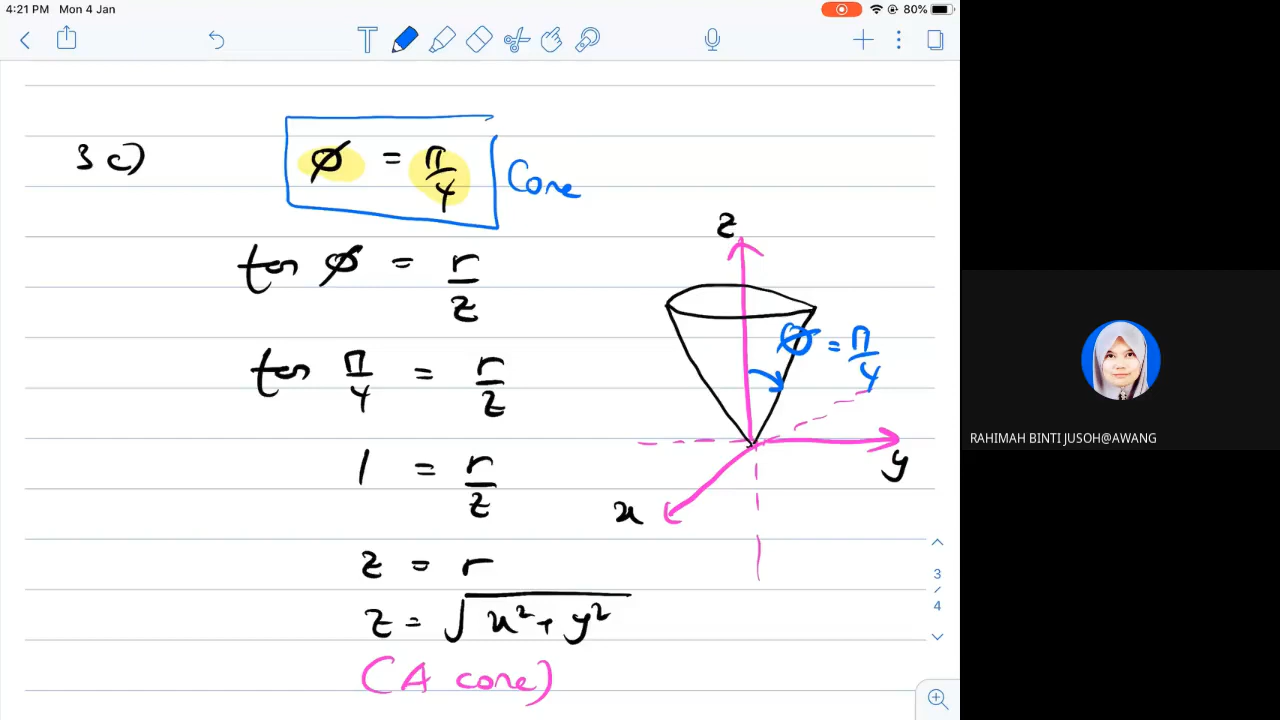 4:21 PM Mon 4 Jan
80%
3 c)
φ = π/4
Cone
tan φ = r/z
tan π/4 = r/z
1 = r/z
z = r
z = √x² + y²
(A cone)
z
φ = π/4
y
x
3
/
4
RAHIMAH BINTI JUSOH@AWANG